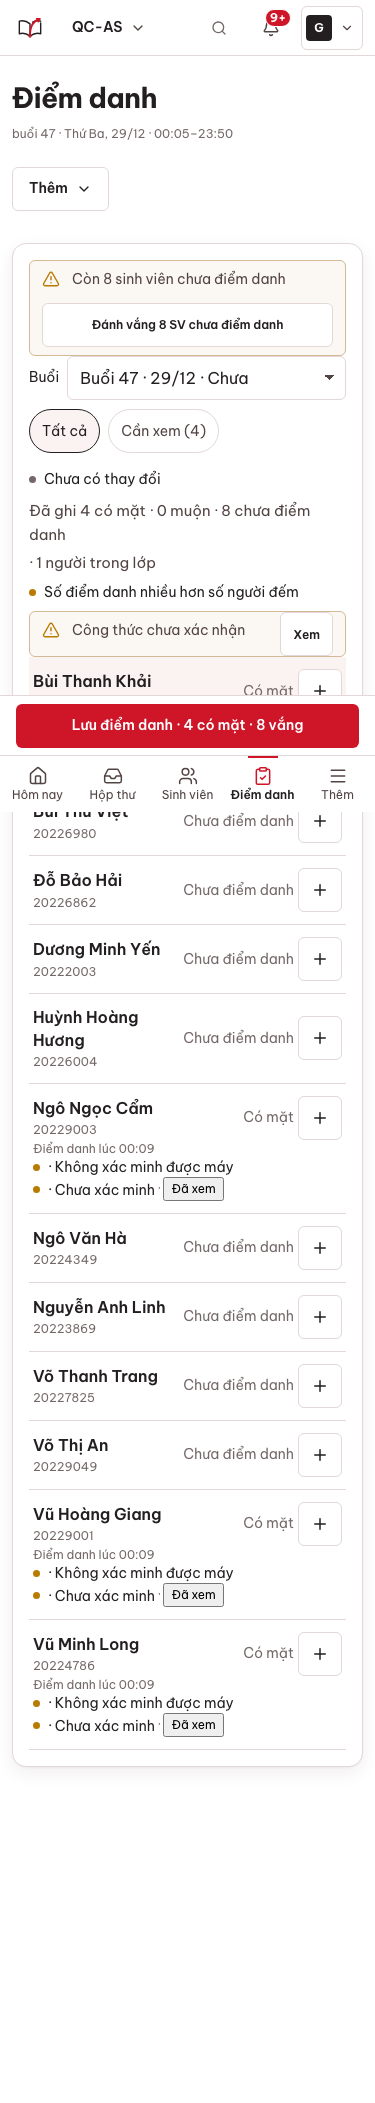 QC-AS
9+
G
Điểm danh
buổi 47 · Thứ Ba, 29/12 · 00:05–23:50
Thêm
Còn 8 sinh viên chưa điểm danh
Đánh vắng 8 SV chưa điểm danh
Buổi
Buổi 47 · 29/12 · Chưa
Tất cả
Cần xem (4)
Chưa có thay đổi
Đã ghi 4 có mặt · 0 muộn · 8 chưa điểm
danh
· 1 người trong lớp
Số điểm danh nhiều hơn số người đếm
Công thức chưa xác nhận
Xem
Bùi Thanh Khải
Có mặt
Lưu điểm danh · 4 có mặt · 8 vắng
Hôm nay
Hộp thư
Sinh viên
Điểm danh
Thêm
Bùi Thu Việt
20226980
Chưa điểm danh
Đỗ Bảo Hải
20226862
Chưa điểm danh
Dương Minh Yến
20222003
Chưa điểm danh
Huỳnh Hoàng
Hương
20226004
Chưa điểm danh
Ngô Ngọc Cẩm
20229003
Có mặt
Điểm danh lúc 00:09
· Không xác minh được máy
· Chưa xác minh · Đã xem
Ngô Văn Hà
20224349
Chưa điểm danh
Nguyễn Anh Linh
20223869
Chưa điểm danh
Võ Thanh Trang
20227825
Chưa điểm danh
Võ Thị An
20229049
Chưa điểm danh
Vũ Hoàng Giang
20229001
Có mặt
Điểm danh lúc 00:09
· Không xác minh được máy
· Chưa xác minh · Đã xem
Vũ Minh Long
20224786
Có mặt
Điểm danh lúc 00:09
· Không xác minh được máy
· Chưa xác minh · Đã xem